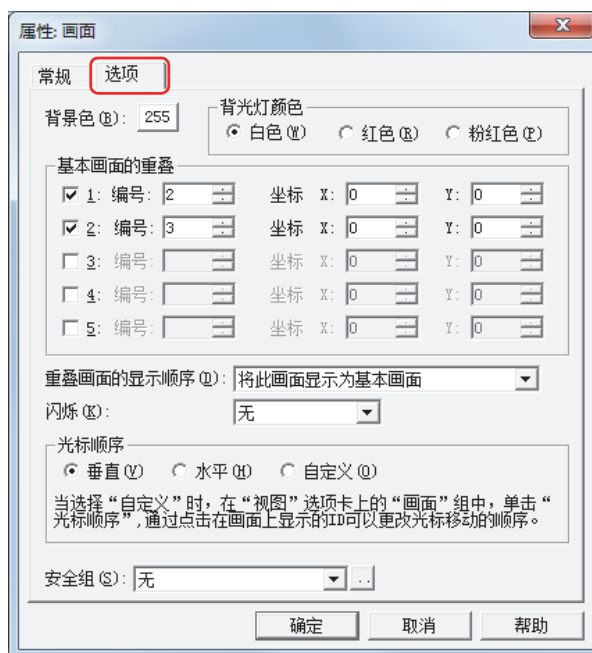 属性: 画面
常规 选项
背景色(B): 255 背光灯颜色 白色(W) 红色(R) 粉红色(P)
基本画面的重叠
1: 编号: 2 坐标 X: 0 Y: 0
2: 编号: 3 坐标 X: 0 Y: 0
3: 编号: 坐标 X: 0 Y: 0
4: 编号: 坐标 X: 0 Y: 0
5: 编号: 坐标 X: 0 Y: 0
重叠画面的显示顺序(D): 将此画面显示为基本画面
闪烁(K): 无
光标顺序
垂直(V) 水平(H) 自定义(O)
当选择“自定义”时，在“视图”选项卡上的“画面”组中，单击“
光标顺序”,通过点击在画面上显示的ID可以更改光标移动的顺序。
安全组(S): 无 ..
确定 取消 帮助